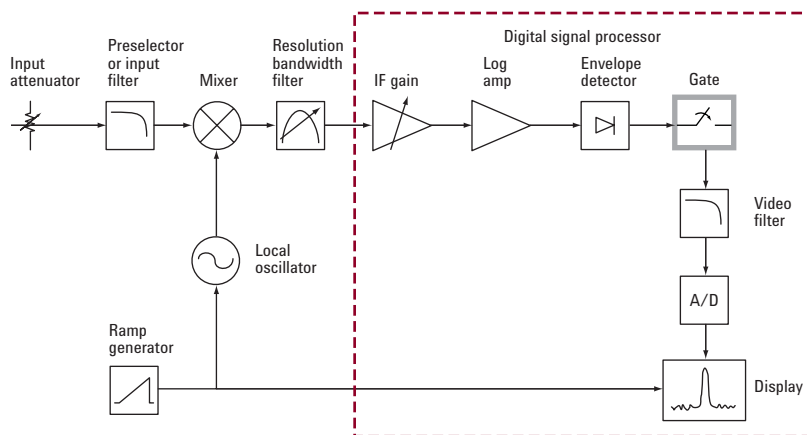 Digital signal processor
Input
attenuator
Preselector
or input
filter
Mixer
Resolution
bandwidth
filter
IF gain
Log
amp
Envelope
detector
Gate
Video
filter
Local
oscillator
A/D
Ramp
generator
Display